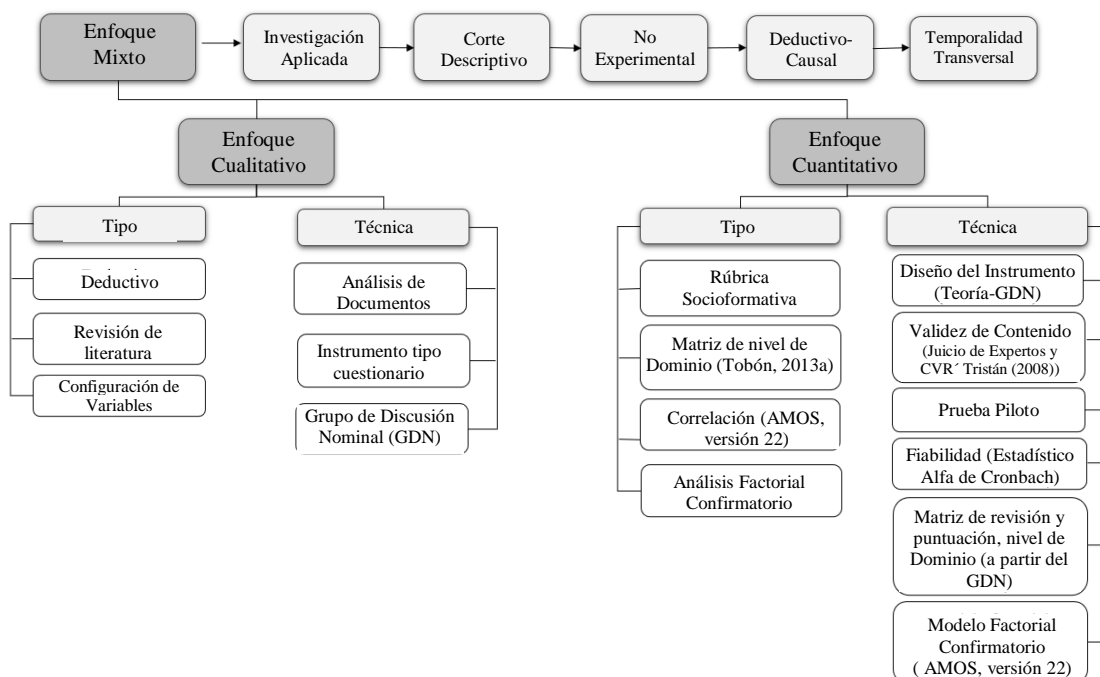 Enfoque
Mixto
Investigación
Aplicada
Corte
Descriptivo
No
Experimental
Deductivo-
Causal
Temporalidad
Transversal
Enfoque
Cualitativo
Enfoque
Cuantitativo
Tipo
Deductivo
Revisión de
literatura
Configuración de
Variables
Técnica
Análisis de
Documentos
Instrumento tipo
cuestionario
Grupo de Discusión
Nominal (GDN)
Tipo
Rúbrica
Socioformativa
Matriz de nivel de
Dominio (Tobón, 2013a)
Correlación (AMOS,
versión 22)
Análisis Factorial
Confirmatorio
Técnica
Diseño del Instrumento
(Teoría-GDN)
Validez de Contenido
(Juicio de Expertos y
CVR´ Tristán (2008))
Prueba Piloto
Fiabilidad (Estadístico
Alfa de Cronbach)
Matriz de revisión y
puntuación, nivel de
Dominio (a partir del
GDN)
Modelo Factorial
Confirmatorio
( AMOS, versión 22)